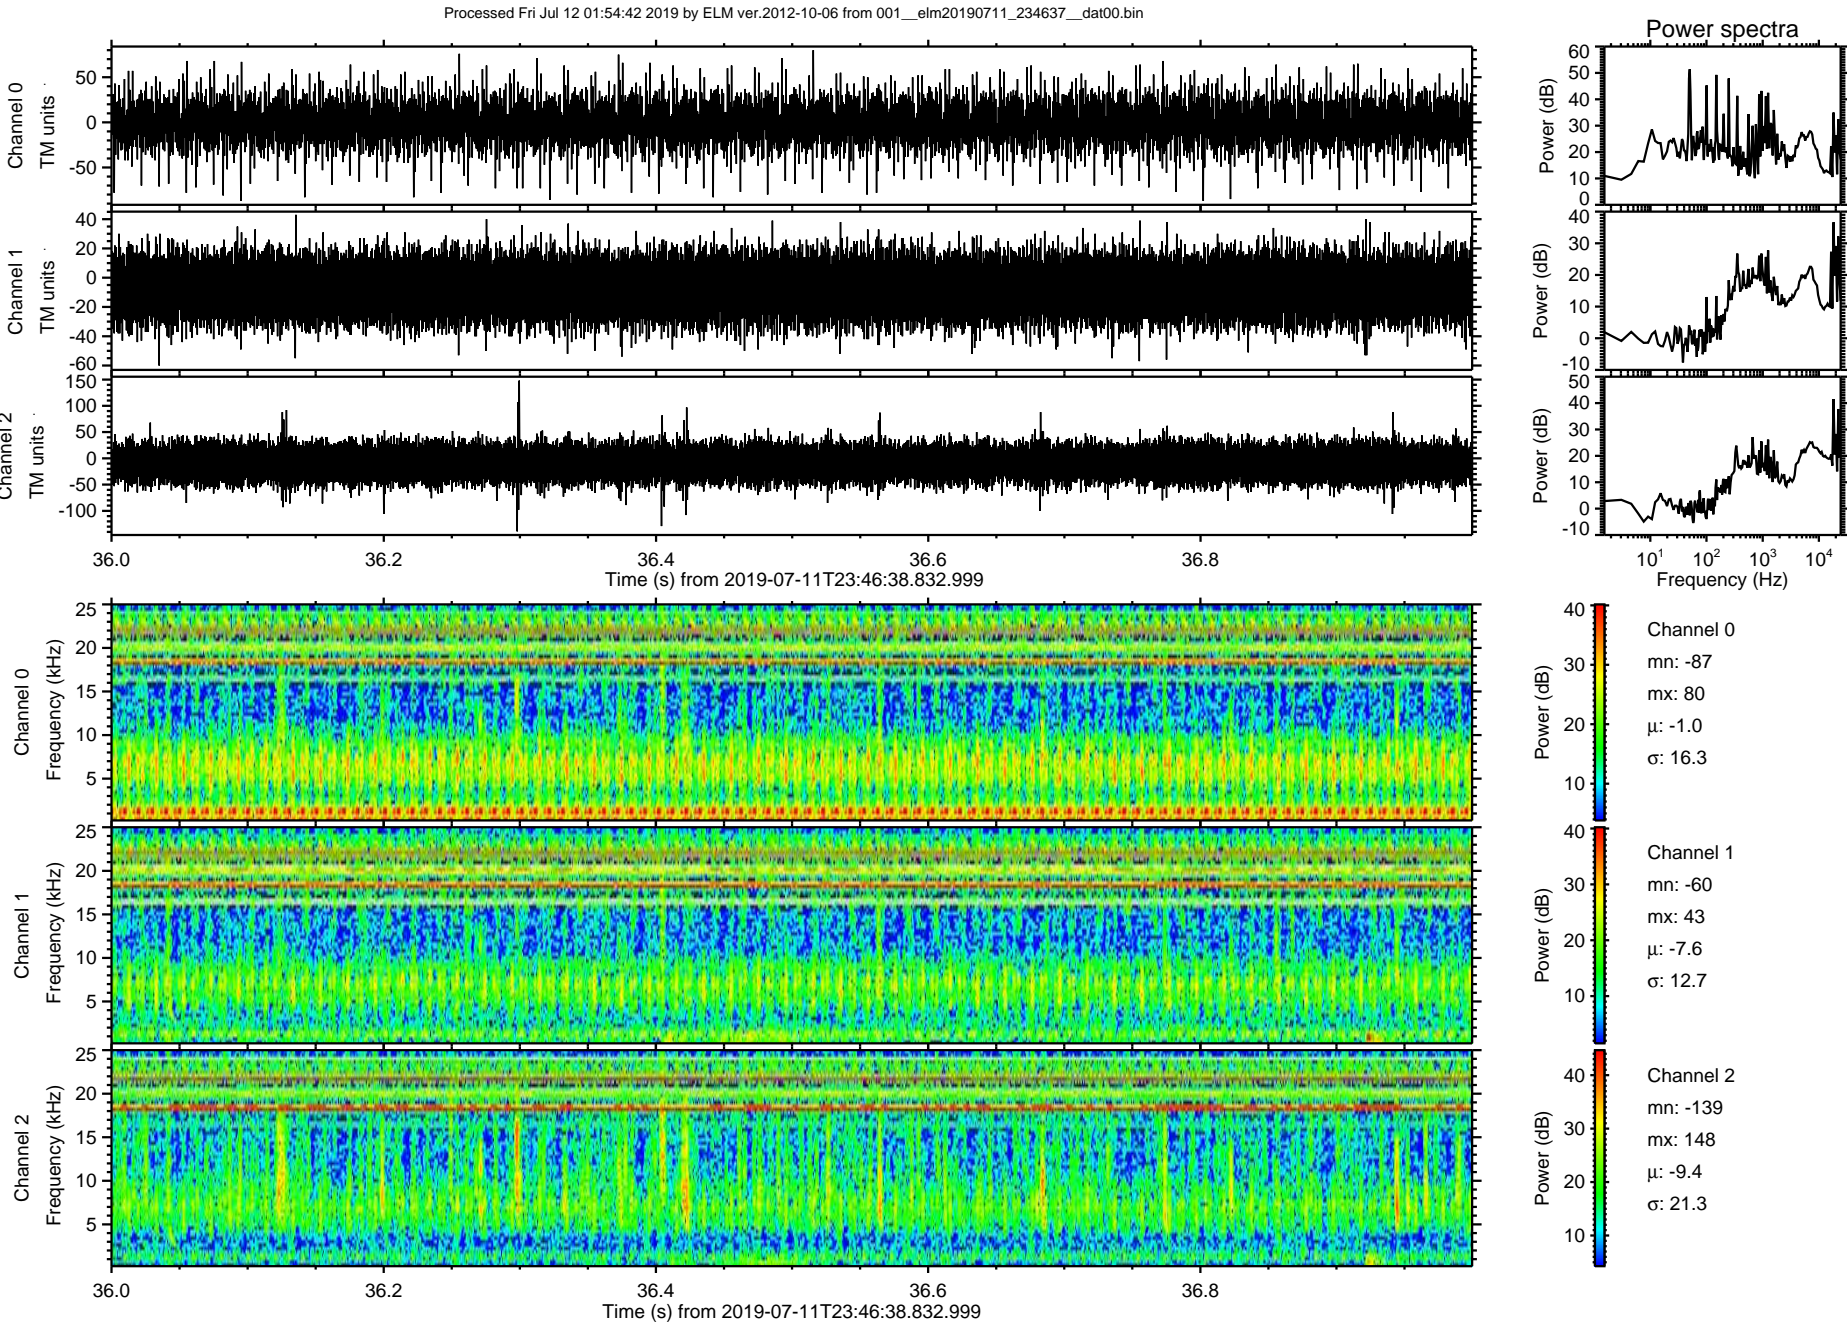 Processed Fri Jul 12 01:54:42 2019 by ELM ver.2012-10-06 from 001__elm20190711_234637__dat00.bin
Power spectra
Channel 0
TM units
50
0
-50
Power (dB)
60
50
40
30
20
10
0
Channel 1
TM units
40
20
0
-20
-40
-60
Power (dB)
40
30
20
10
0
-10
Channel 2
TM units
150
100
50
0
-50
-100
Power (dB)
50
40
30
20
10
0
-10
36.0 36.2 36.4 36.6 36.8
Time (s) from 2019-07-11T23:46:38.832.999
10¹ 10² 10³ 10⁴
Frequency (Hz)
Channel 0
Frequency (kHz)
25
20
15
10
5
Power (dB)
40
30
20
10
Channel 0
mn: -87
mx: 80
μ: -1.0
σ: 16.3
Channel 1
Frequency (kHz)
25
20
15
10
5
Power (dB)
40
30
20
10
Channel 1
mn: -60
mx: 43
μ: -7.6
σ: 12.7
Channel 2
Frequency (kHz)
25
20
15
10
5
Power (dB)
40
30
20
10
Channel 2
mn: -139
mx: 148
μ: -9.4
σ: 21.3
36.0 36.2 36.4 36.6 36.8
Time (s) from 2019-07-11T23:46:38.832.999